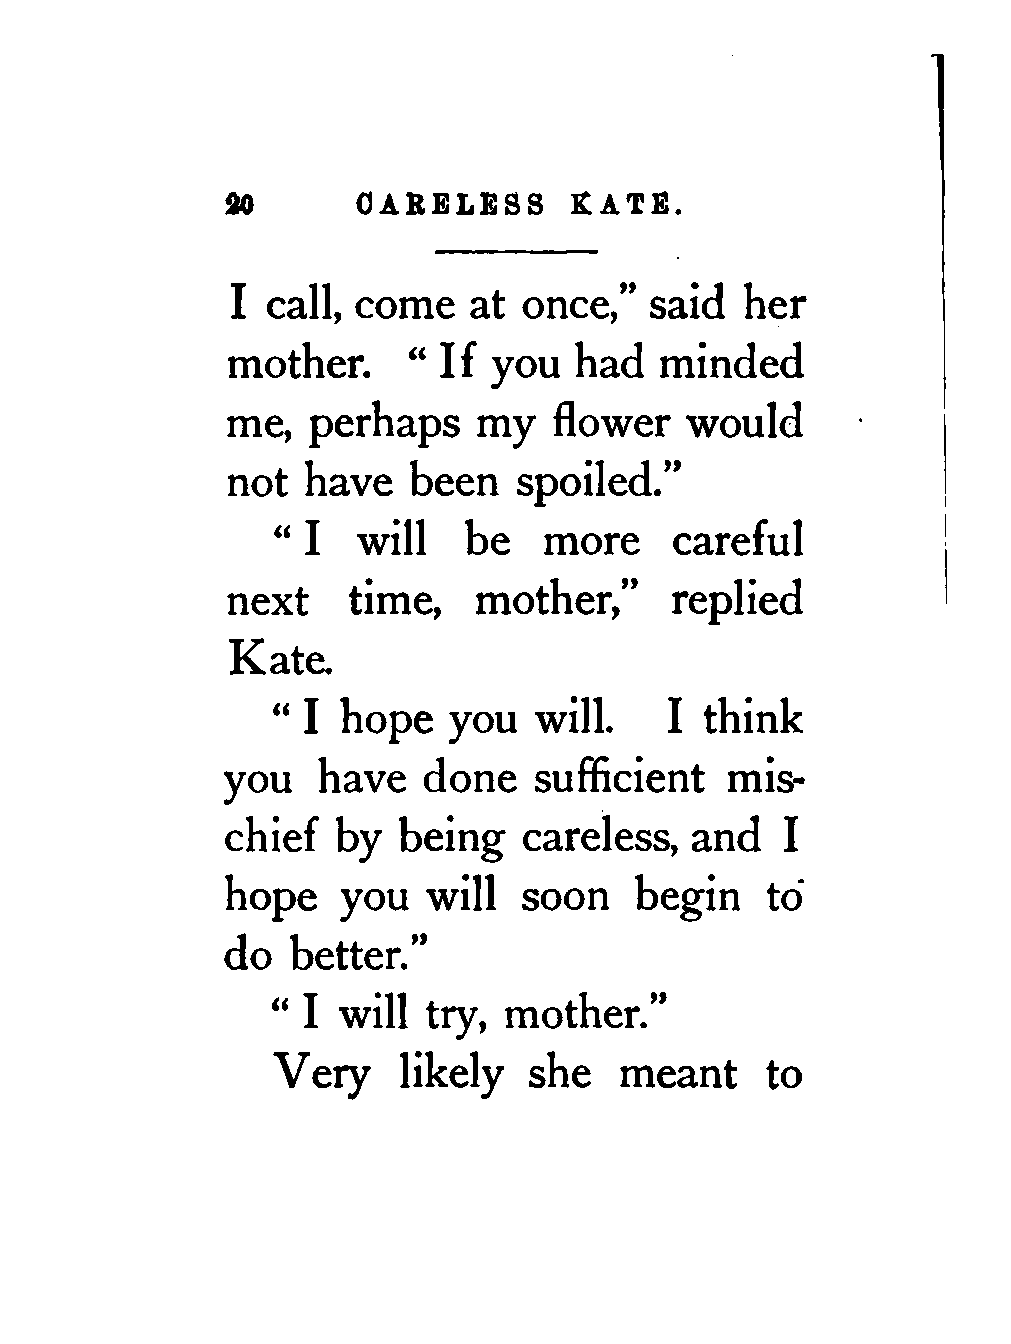 20 CARELESS KATE.
I call, come at once,” said her
mother. “ If you had minded
me, perhaps my flower would
not have been spoiled.”
“ I will be more careful
next time, mother,” replied
Kate.
“ I hope you will. I think
you have done sufficient mis-
chief by being careless, and I
hope you will soon begin to
do better.”
“ I will try, mother.”
Very likely she meant to